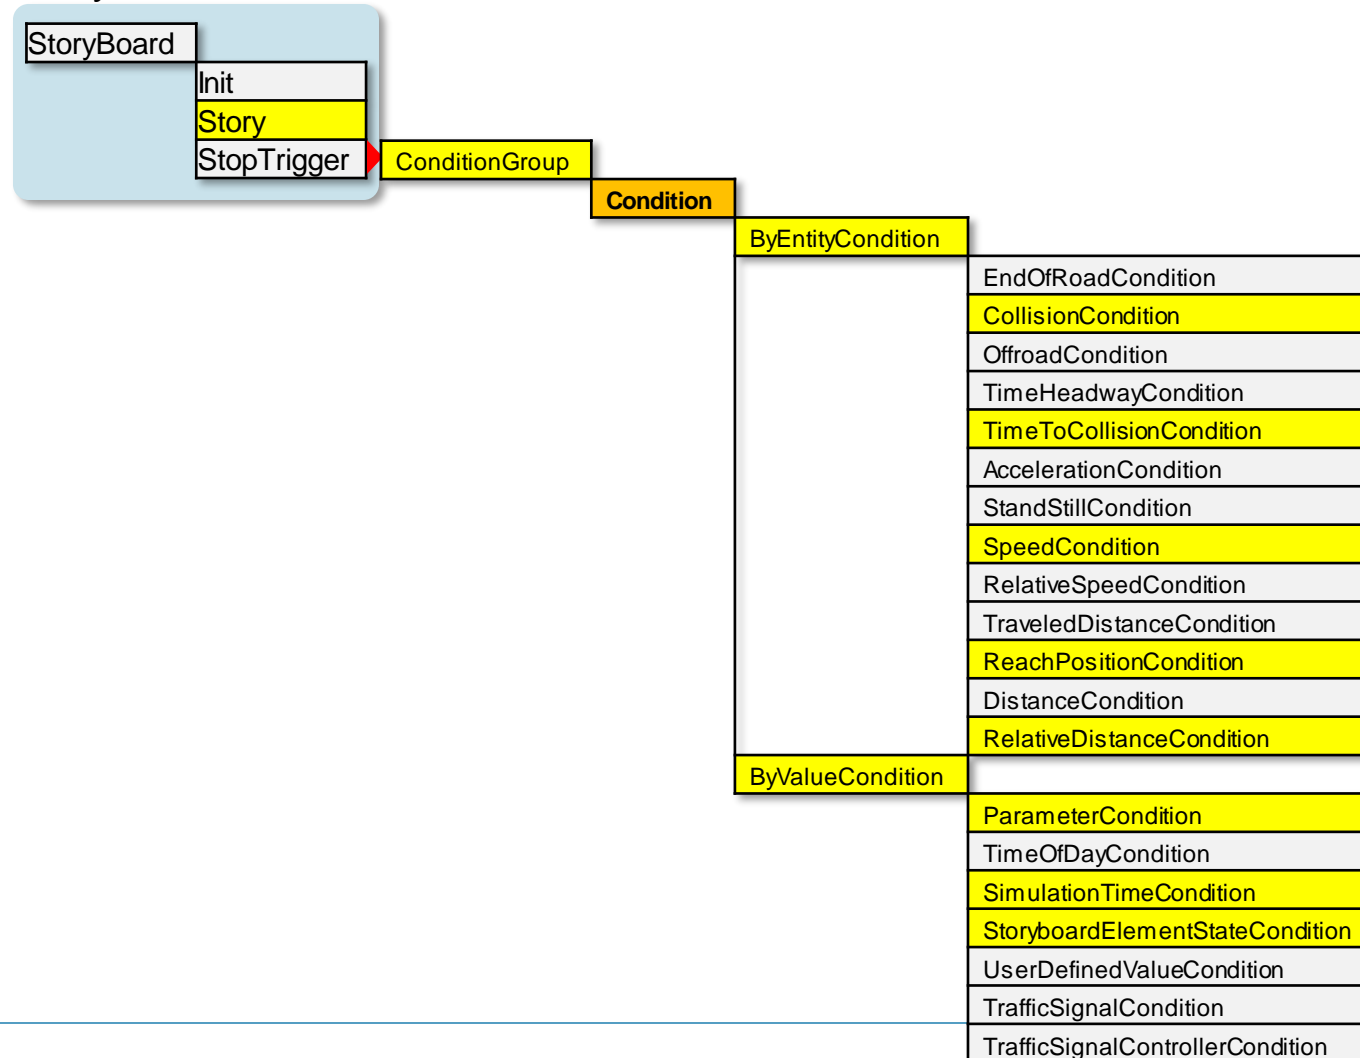 StoryBoard
Init
Story
StopTrigger
ConditionGroup
Condition
ByEntityCondition
EndOfRoadCondition
CollisionCondition
OffroadCondition
TimeHeadwayCondition
TimeToCollisionCondition
AccelerationCondition
StandStillCondition
SpeedCondition
RelativeSpeedCondition
TraveledDistanceCondition
ReachPositionCondition
DistanceCondition
RelativeDistanceCondition
ByValueCondition
ParameterCondition
TimeOfDayCondition
SimulationTimeCondition
StoryboardElementStateCondition
UserDefinedValueCondition
TrafficSignalCondition
TrafficSignalControllerCondition